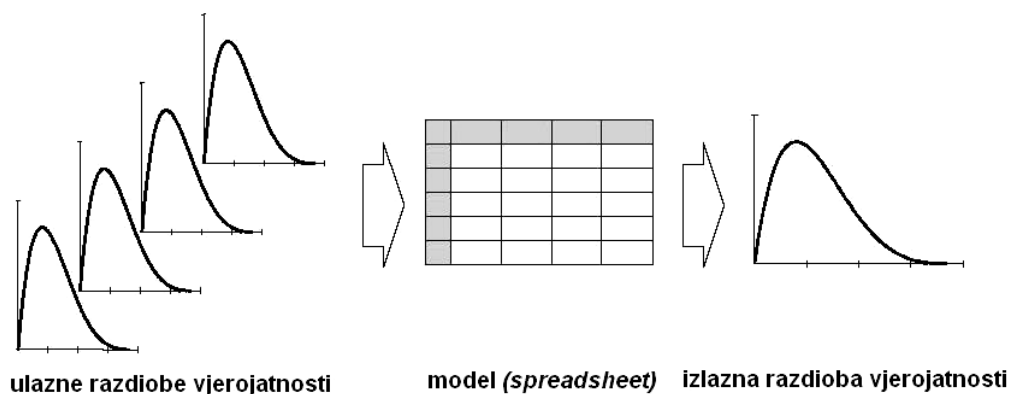 ulazne razdiobe vjerojatnosti
model (spreadsheet)
izlazna razdioba vjerojatnosti